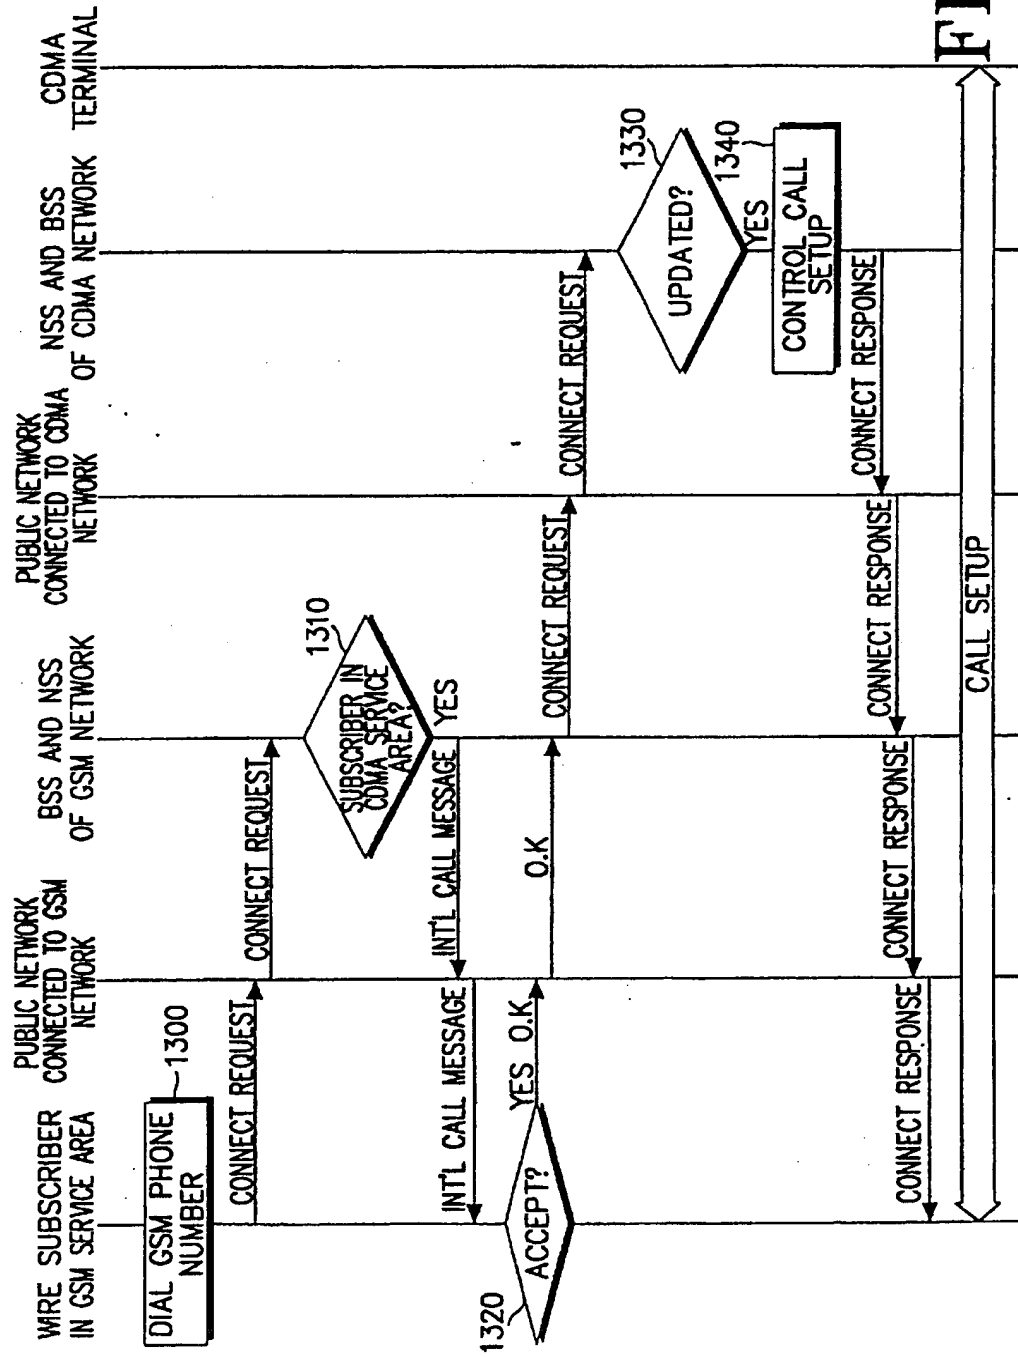 WIRE SUBSCRIBER
IN GSM SERVICE AREA
PUBLIC NETWORK
CONNECTED TO GSM
NETWORK
BSS AND NSS
OF GSM NETWORK
PUBLIC NETWORK
CONNECTED TO CDMA
NETWORK
NSS AND BSS
OF CDMA NETWORK
CDMA
TERMINAL
DIAL GSM PHONE
NUMBER
1300
CONNECT REQUEST
CONNECT REQUEST
1310
SUBSCRIBER IN
CDMA SERVICE
AREA?
YES
INT'L CALL MESSAGE
INT'L CALL MESSAGE
1320
ACCEPT?
YES O.K
O.K
CONNECT REQUEST
CONNECT REQUEST
1330
UPDATED?
YES
1340
CONTROL CALL
SETUP
CONNECT RESPONSE
CONNECT RESPONSE
CONNECT RESPONSE
CONNECT RESPONSE
CALL SETUP